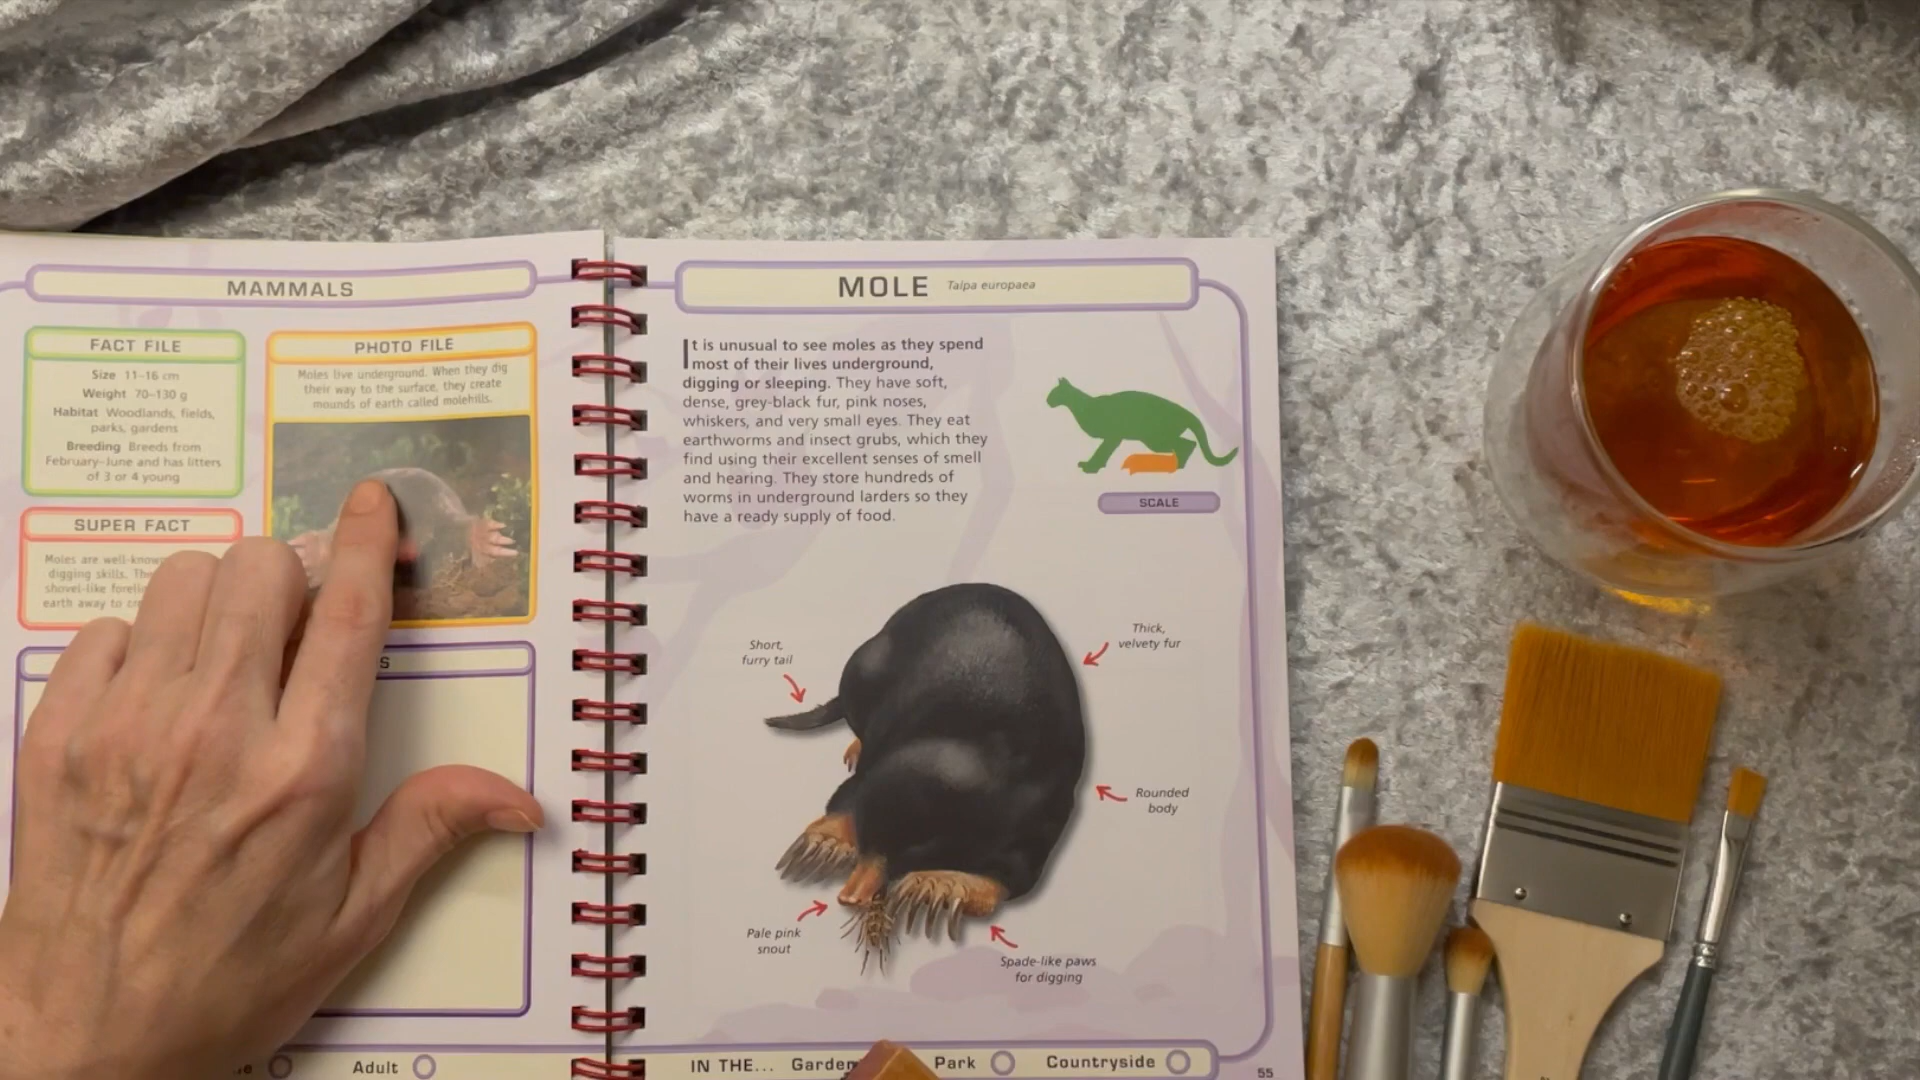 MAMMALS
FACT FILE
Size 11–16 cm
Weight 70–130 g
Habitat Woodlands, fields,
parks, gardens
Breeding Breeds from
February–June and has litters
of 3 or 4 young
SUPER FACT
Moles are well-know
digging skills. The
shovel-like foreli
earth away to cre
PHOTO FILE
Moles live underground. When they dig
their way to the surface, they create
mounds of earth called molehills.
S
Adult
MOLE Talpa europaea
It is unusual to see moles as they spend
most of their lives underground,
digging or sleeping. They have soft,
dense, grey-black fur, pink noses,
whiskers, and very small eyes. They eat
earthworms and insect grubs, which they
find using their excellent senses of smell
and hearing. They store hundreds of
worms in underground larders so they
have a ready supply of food.
SCALE
Short,
furry tail
Thick,
velvety fur
Rounded
body
Pale pink
snout
Spade-like paws
for digging
IN THE... Garden Park Countryside
55